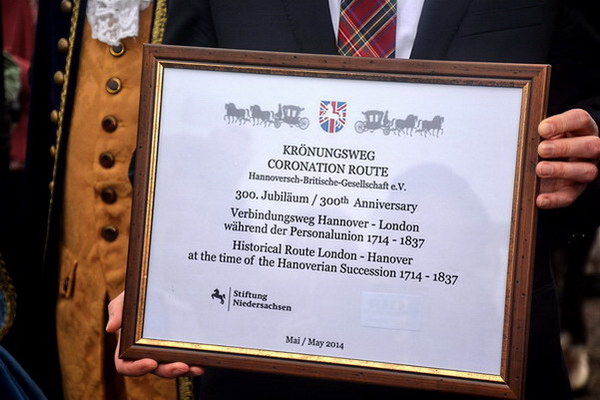 KRÖNUNGSWEG
CORONATION ROUTE
Hannoversch-Britische-Gesellschaft e.V.
300. Jubiläum / 300th Anniversary
Verbindungsweg Hannover - London
während der Personalunion 1714 - 1837
Historical Route London - Hanover
at the time of the Hanoverian Succession 1714 - 1837
Stiftung
Niedersachsen
Mai / May 2014